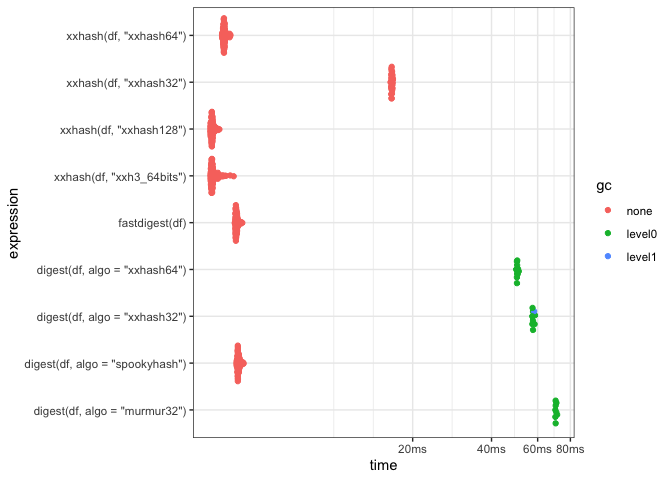 xxhash(df, "xxhash64")
xxhash(df, "xxhash32")
xxhash(df, "xxhash128")
xxhash(df, "xxh3_64bits")
fastdigest(df)
digest(df, algo = "xxhash64")
digest(df, algo = "xxhash32")
digest(df, algo = "spookyhash")
digest(df, algo = "murmur32")
expression
20ms 40ms 60ms 80ms
time
gc
none
level0
level1